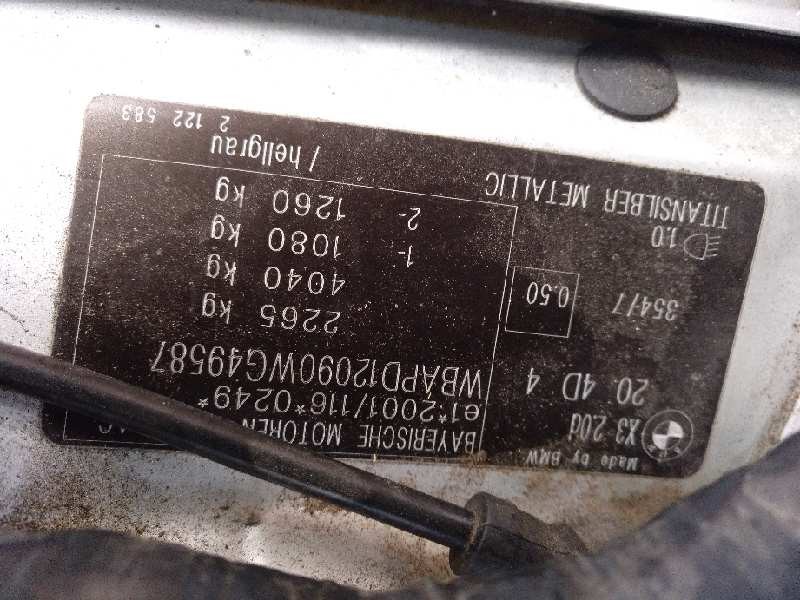 Made by BMW
X3 20d
20 4D 4
354/7
0.50
1.0
TITANSILBER METALLIC
BAYERISCHE MOTOREN AG
e1*2001/116*0249*
WBAPD12090WG49587
2265 kg
4040 kg
1- 1080 kg
2- 1260 kg
/ hellgrau
2 122 583